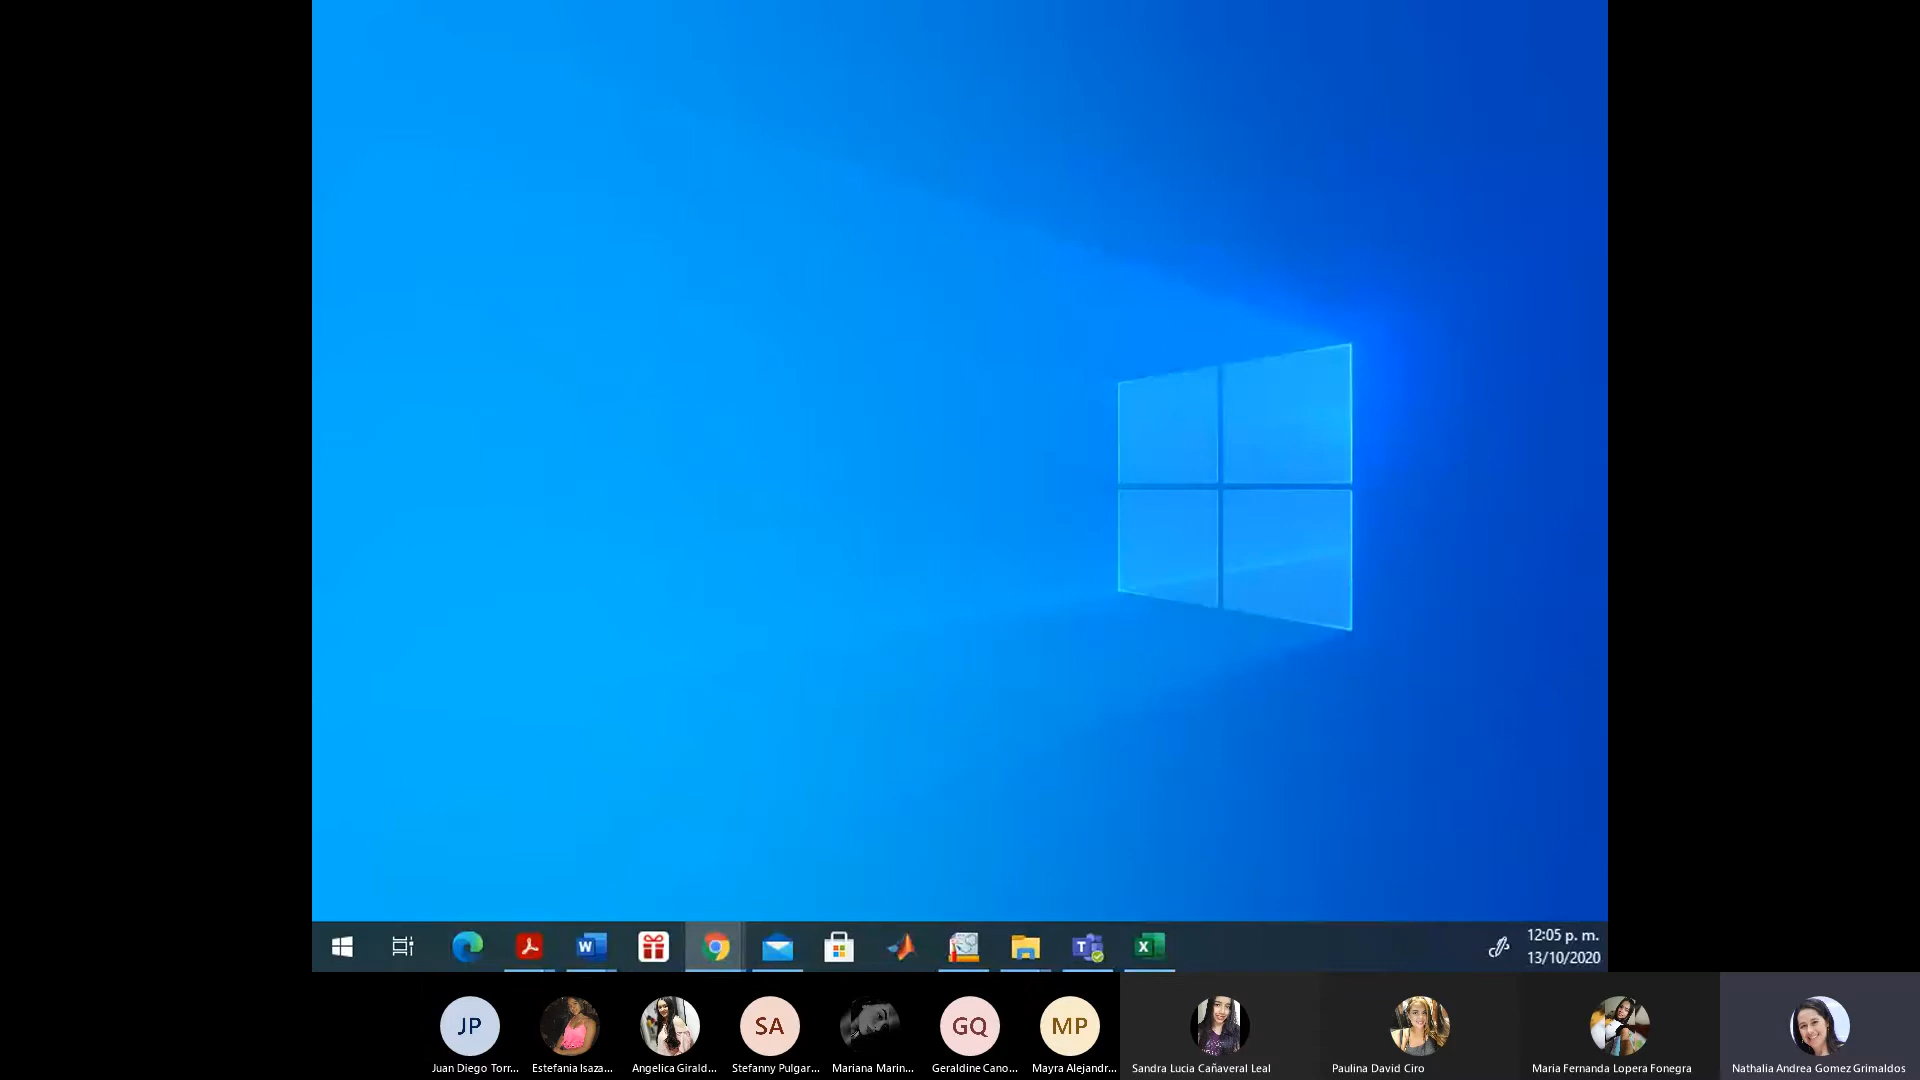 12:05 p. m.
13/10/2020
JP
SA
GQ
MP
Juan Diego Torr...
Estefania Isaza...
Angelica Girald...
Stefanny Pulgar...
Mariana Marin...
Geraldine Cano...
Mayra Alejandr...
Sandra Lucia Cañaveral Leal
Paulina David Ciro
Maria Fernanda Lopera Fonegra
Nathalia Andrea Gomez Grimaldos